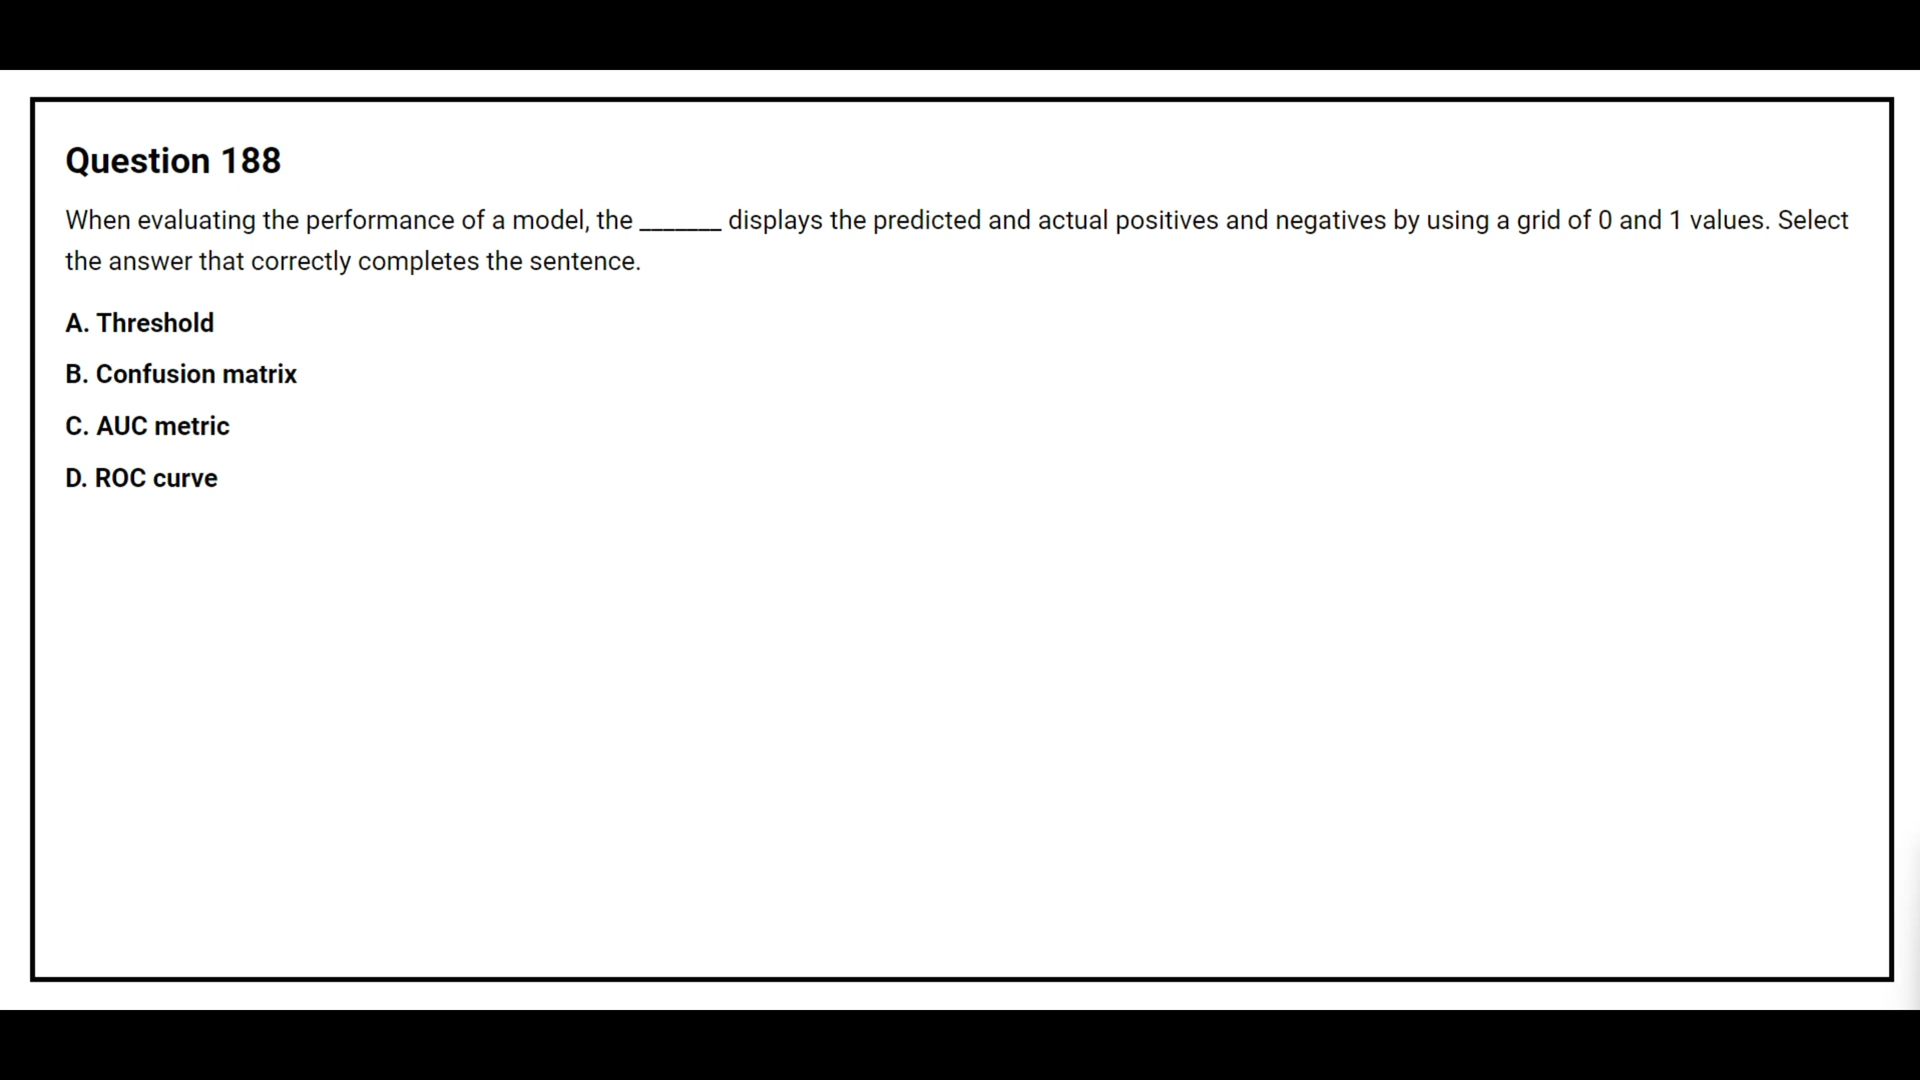 Question 188
When evaluating the performance of a model, the _______ displays the predicted and actual positives and negatives by using a grid of 0 and 1 values. Select
the answer that correctly completes the sentence.
A. Threshold
B. Confusion matrix
C. AUC metric
D. ROC curve